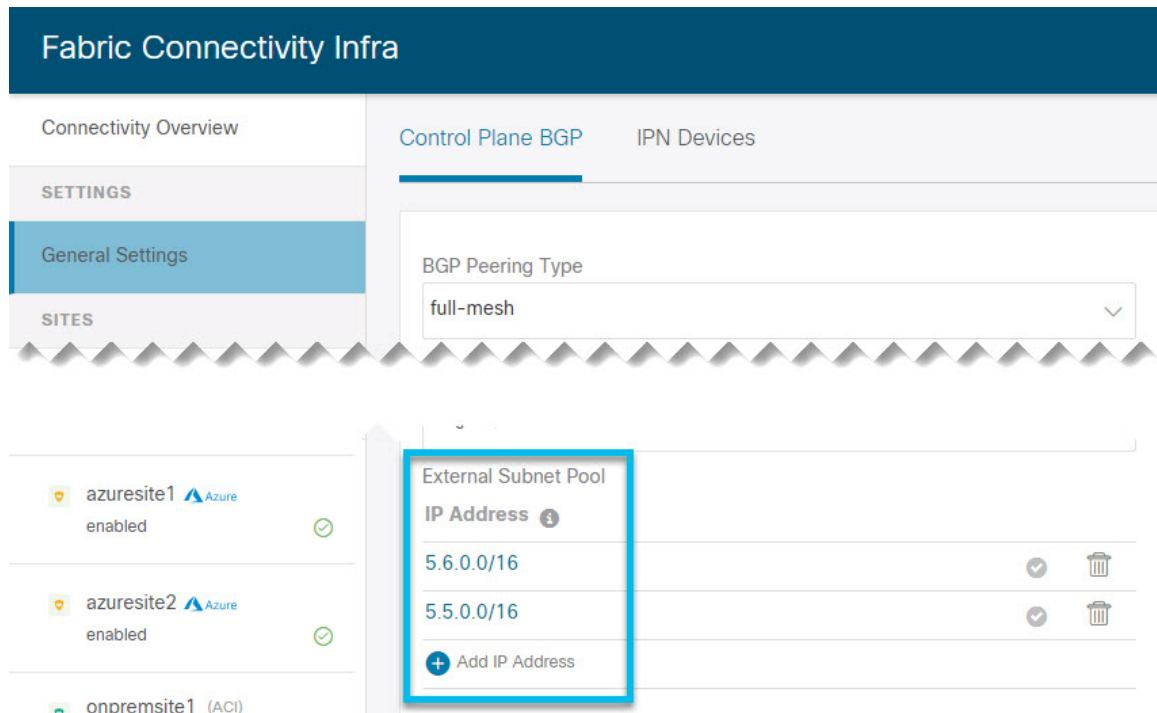 Fabric Connectivity Infra
Connectivity Overview
SETTINGS
General Settings
SITES
Control Plane BGP
IPN Devices
BGP Peering Type
full-mesh
azuresite1 Azure
enabled
azuresite2 Azure
enabled
onpremsite1 (ACI)
External Subnet Pool
IP Address
5.6.0.0/16
5.5.0.0/16
Add IP Address